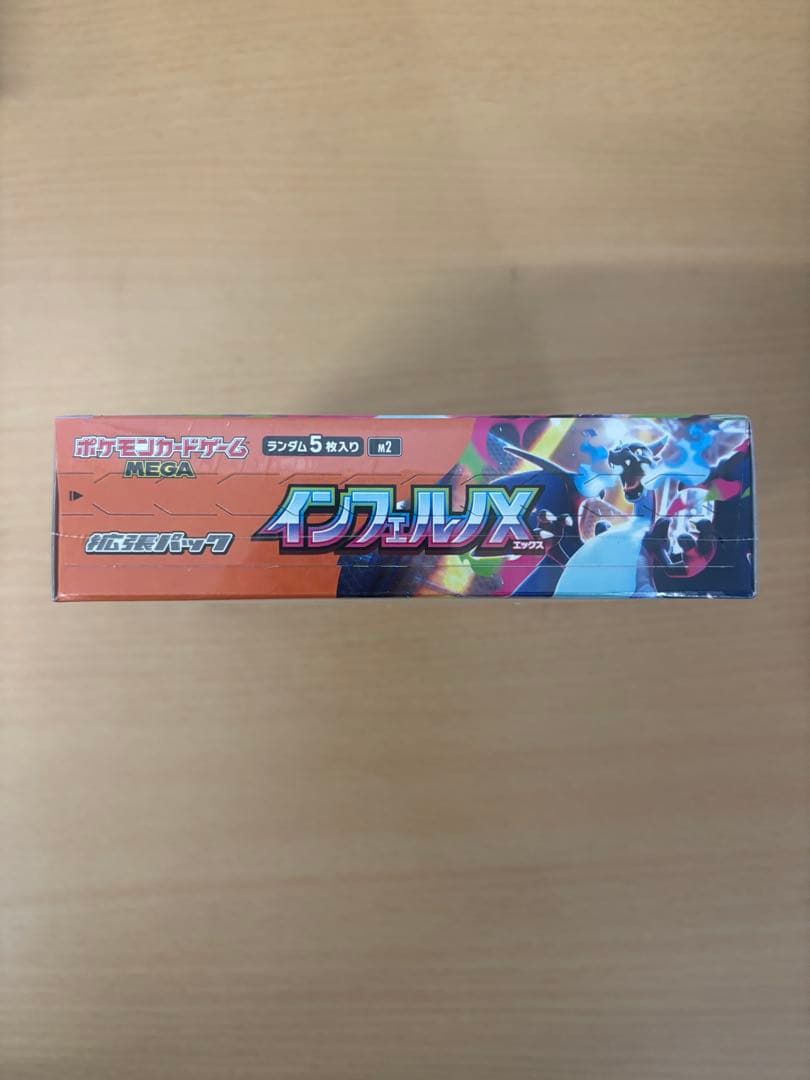 ポケモンカードゲーム
MEGA
ランダム5枚入り M2
拡張パック
インフェルノX
エックス